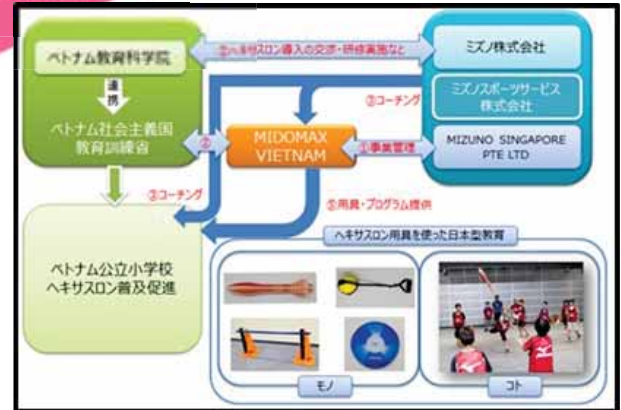 ベトナム教育科学院
連
携
ベトナム社会主義国
教育訓練省
②ヘキサスロン導入の交渉・研修実施など
ミズノ株式会社
ミズノスポーツサービス
株式会社
MIZUNO SINGAPORE
PTE LTD
③コーチング
②
MIDOMAX
VIETNAM
①事業管理
③コーチング
ベトナム公立小学校
ヘキサスロン普及促進
①用具・プログラム提供
ヘキサスロン用具を使った日本型教育
モノ
コト